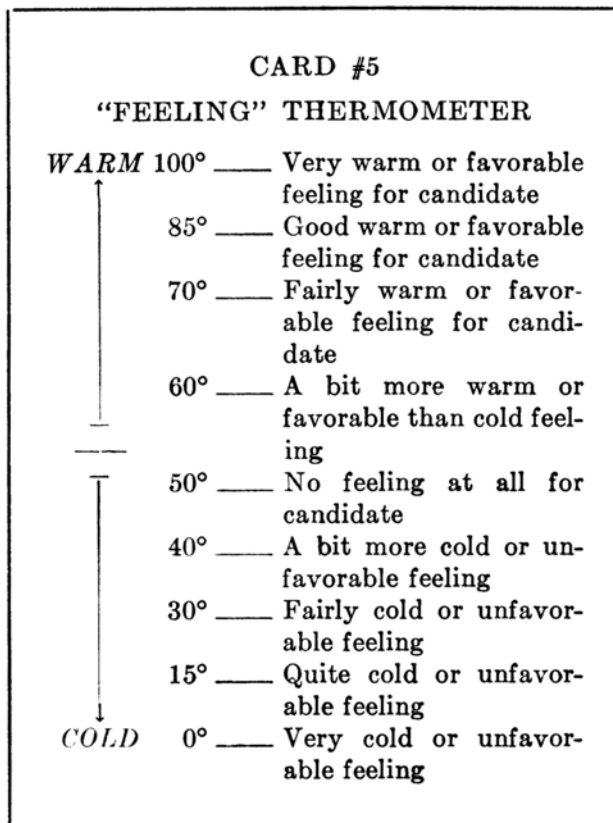 CARD #5
“FEELING” THERMOMETER
WARM 100° ____ Very warm or favorable
feeling for candidate
85° ____ Good warm or favorable
feeling for candidate
70° ____ Fairly warm or favor-
able feeling for candi-
date
60° ____ A bit more warm or
favorable than cold feel-
ing
50° ____ No feeling at all for
candidate
40° ____ A bit more cold or un-
favorable feeling
30° ____ Fairly cold or unfavor-
able feeling
15° ____ Quite cold or unfavor-
able feeling
COLD 0° ____ Very cold or unfavor-
able feeling